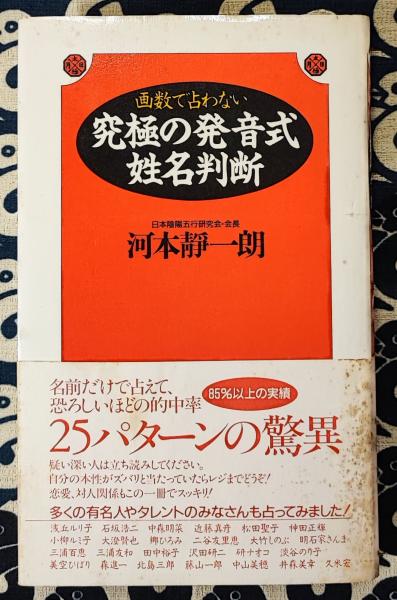 画数で占わない
究極の発音式
姓名判断
日本陰陽五行研究会・会長
河本靜一朗
名前だけで占えて、
恐ろしいほどの的中率
85%以上の実績
25パターンの驚異
疑い深い人は立ち読みしてください。
自分の本性がズバリと当たっていたらレジまでどうぞ!
恋愛、対人関係もこの一冊でスッキリ!
多くの有名人やタレントのみなさんも占ってみました!
浅丘ルリ子 石坂浩二 中森明菜 近藤真彦 松田聖子 神田正輝
小柳ルミ子 大澄賢也 郷ひろみ 二谷友里恵 大竹しのぶ 明石家さんま
三浦百恵 三浦友和 田中裕子 沢田研二 研ナオコ 淡谷のり子
美空ひばり 森進一 北島三郎 藤山一郎 中山美穂 井森美幸 久米宏